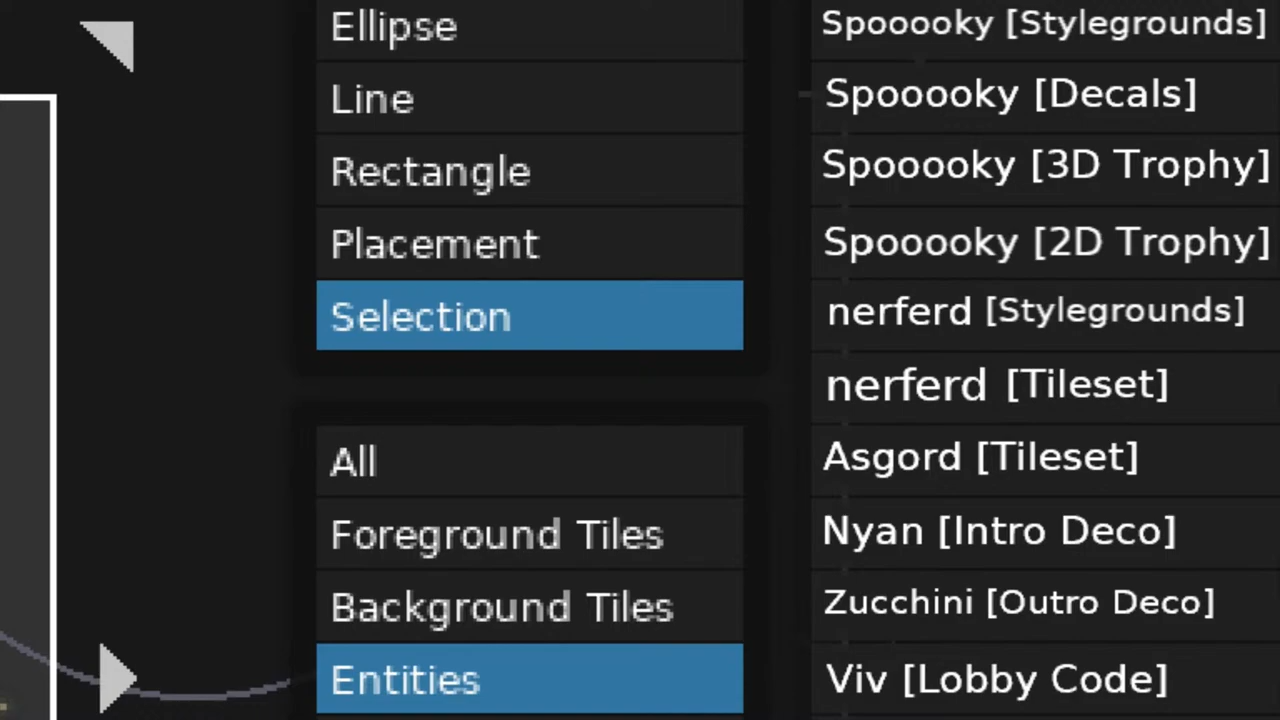 Ellipse
Line
Rectangle
Placement
Selection
All
Foreground Tiles
Background Tiles
Entities
Spooooky [Stylegrounds]
Spooooky [Decals]
Spooooky [3D Trophy]
Spooooky [2D Trophy]
nerferd [Stylegrounds]
nerferd [Tileset]
Asgord [Tileset]
Nyan [Intro Deco]
Zucchini [Outro Deco]
Viv [Lobby Code]